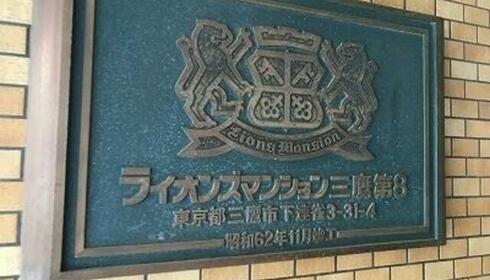 Lions Mansion
ライオンズマンション三鷹第8
東京都三鷹市下連雀3-31-4
昭和62年11月竣工